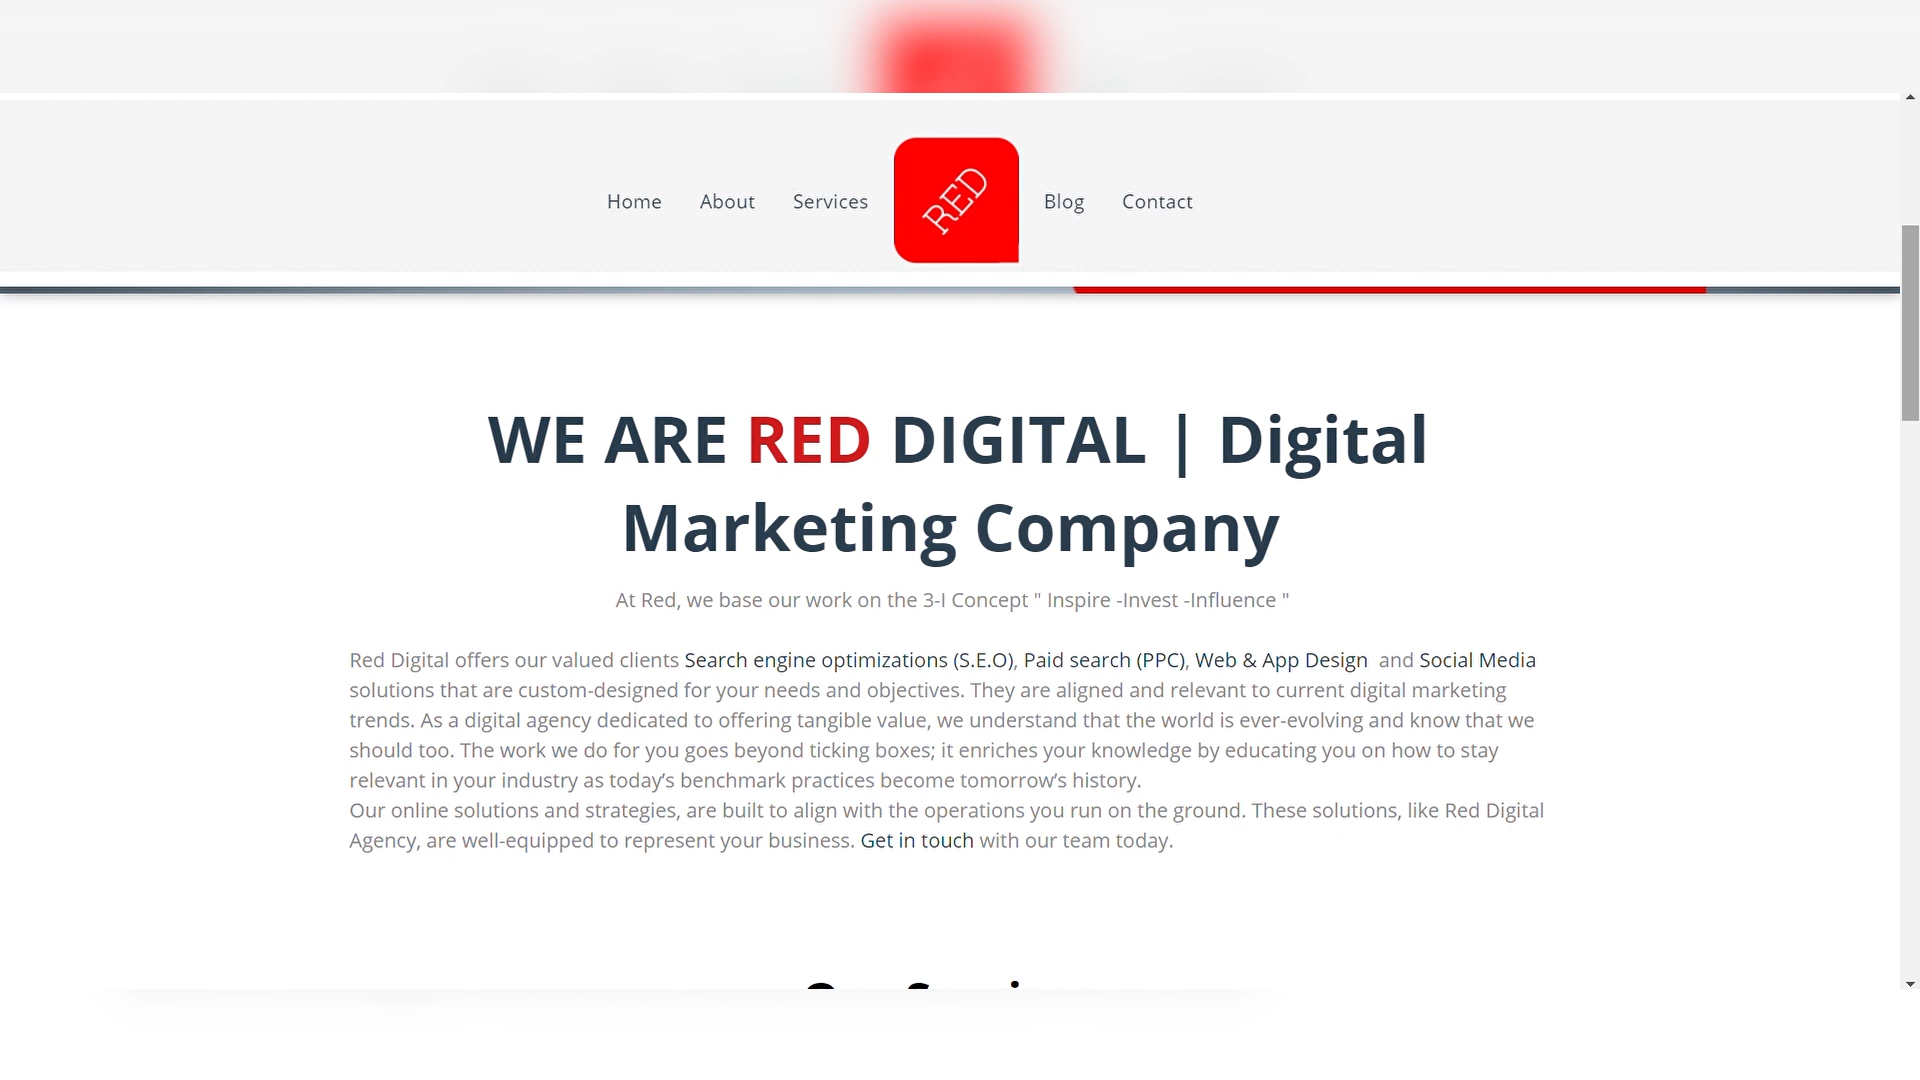 Home About Services RED Blog Contact
WE ARE RED DIGITAL | Digital
Marketing Company
At Red, we base our work on the 3-I Concept " Inspire -Invest -Influence "
Red Digital offers our valued clients Search engine optimizations (S.E.O), Paid search (PPC), Web & App Design and Social Media
solutions that are custom-designed for your needs and objectives. They are aligned and relevant to current digital marketing
trends. As a digital agency dedicated to offering tangible value, we understand that the world is ever-evolving and know that we
should too. The work we do for you goes beyond ticking boxes; it enriches your knowledge by educating you on how to stay
relevant in your industry as today’s benchmark practices become tomorrow’s history.
Our online solutions and strategies, are built to align with the operations you run on the ground. These solutions, like Red Digital
Agency, are well-equipped to represent your business. Get in touch with our team today.